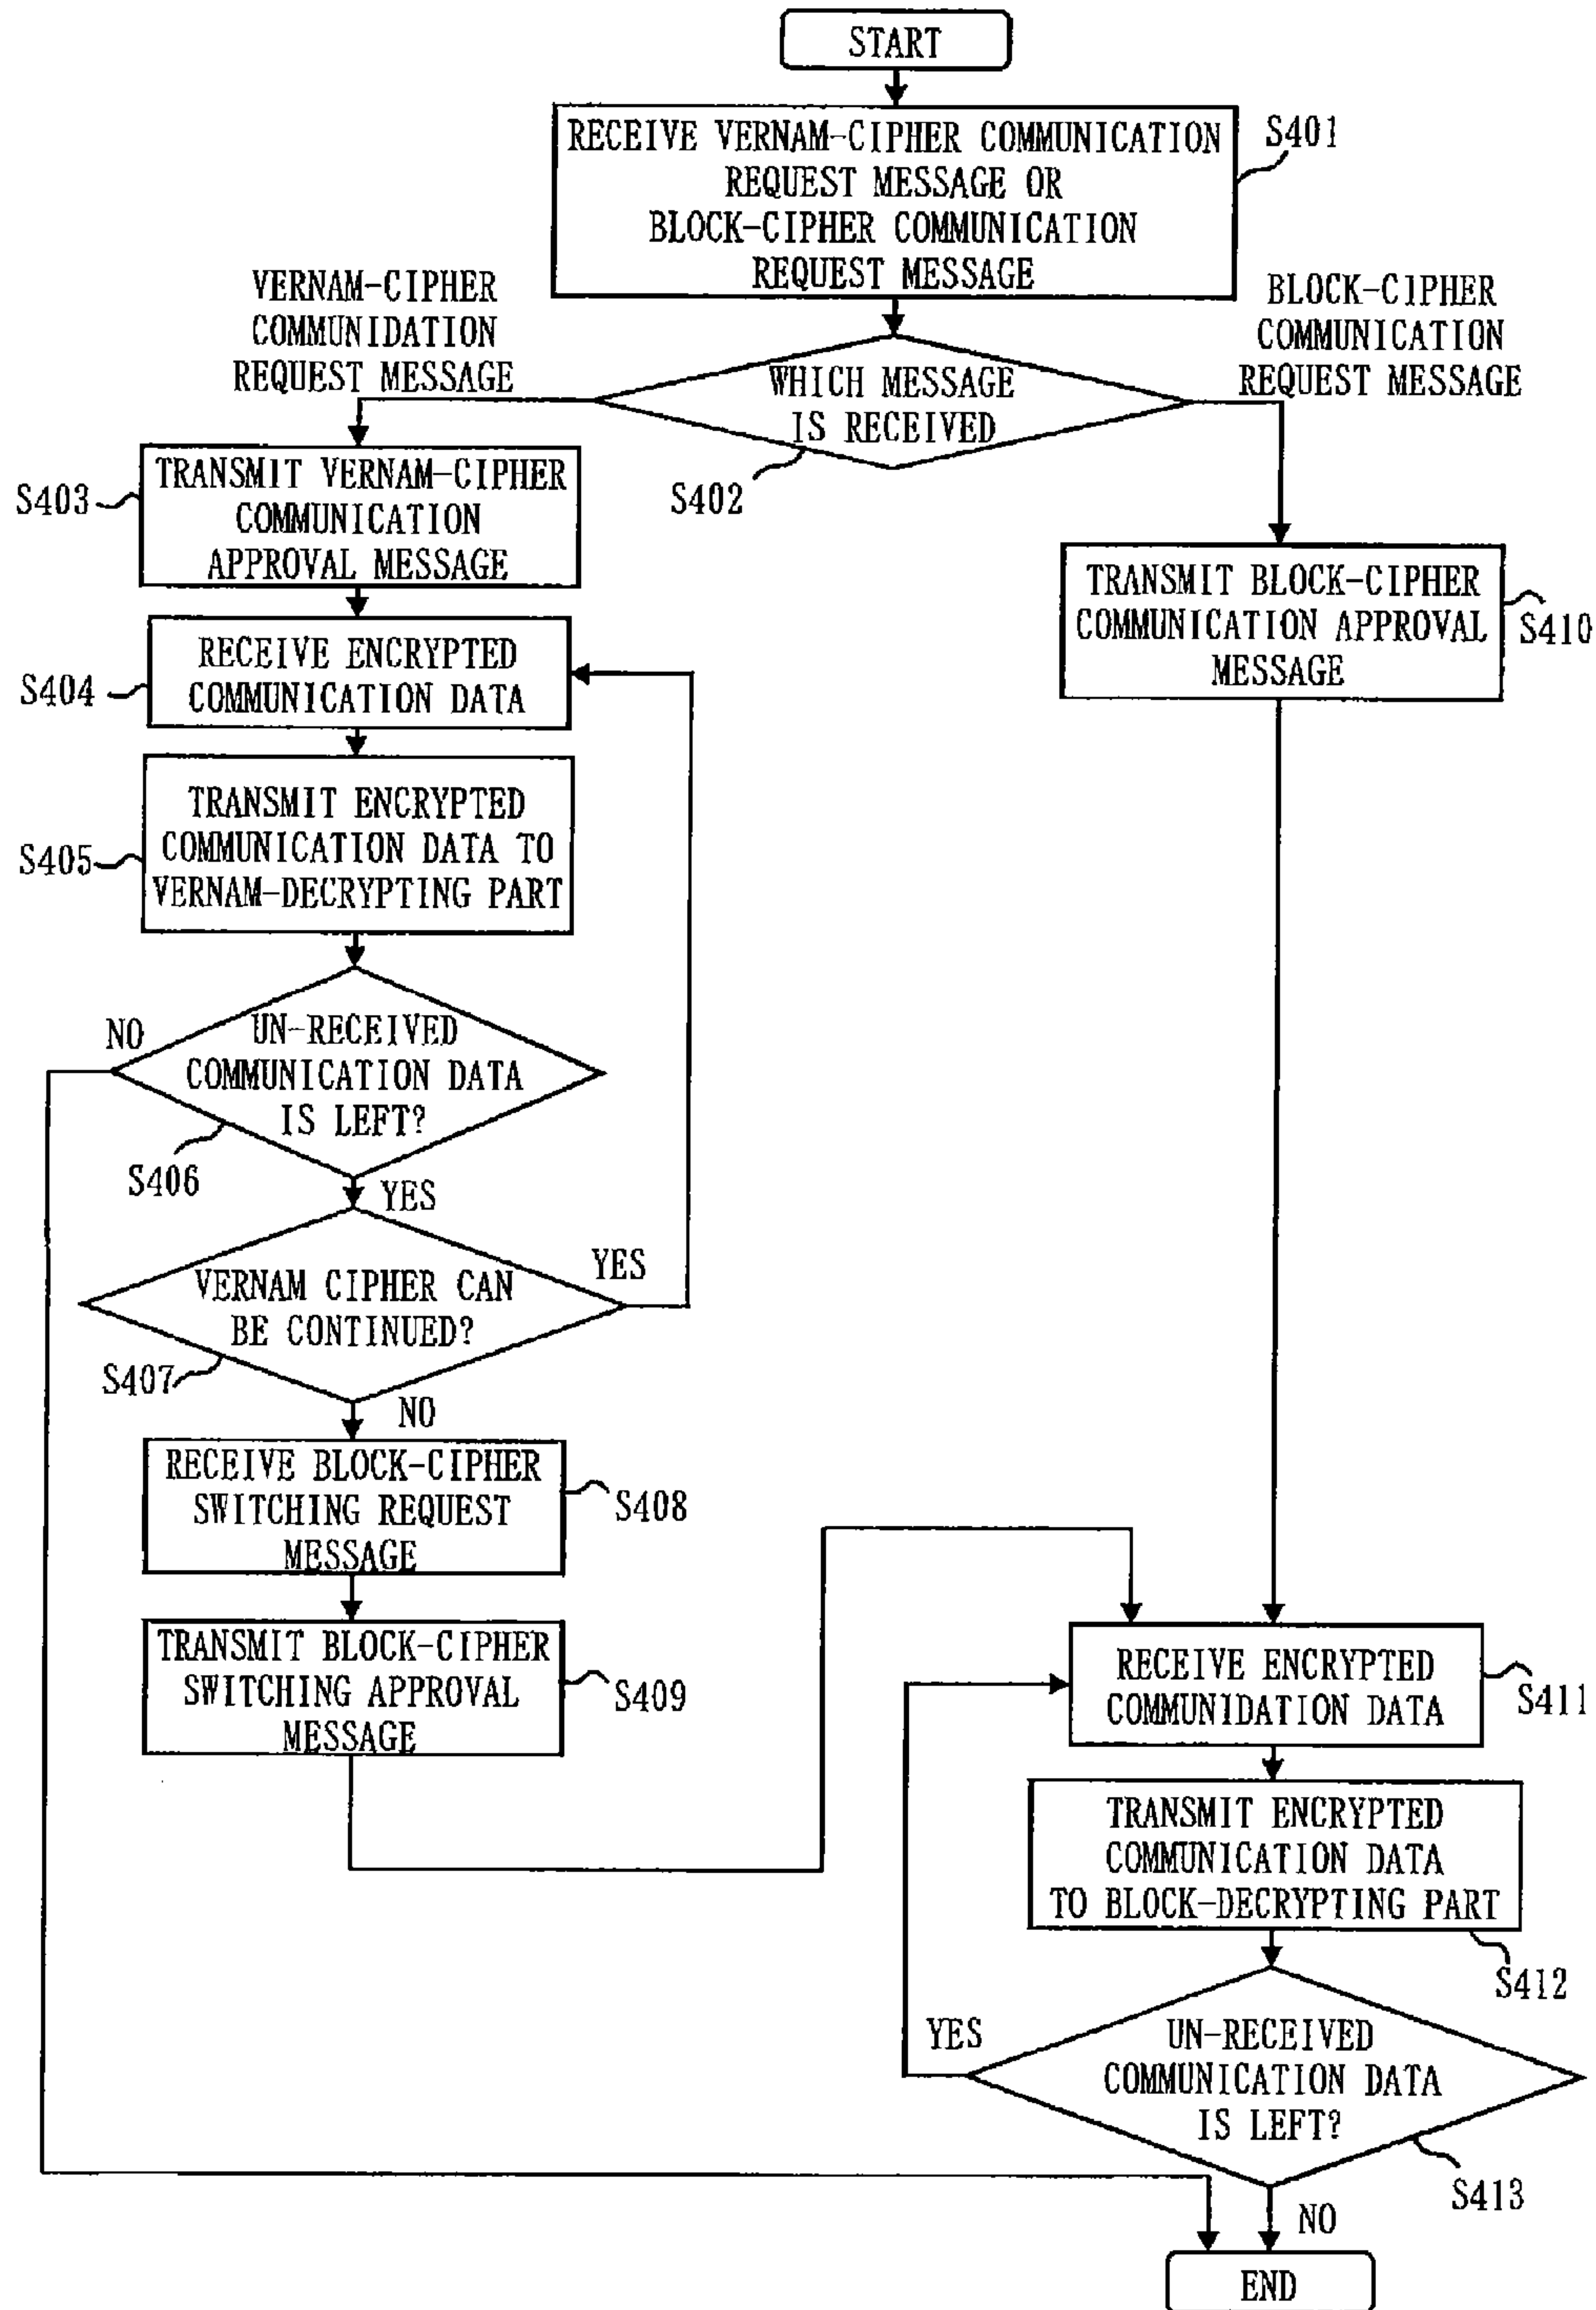 START
RECEIVE VERNAM-CIPHER COMMUNICATION
REQUEST MESSAGE OR
BLOCK-CIPHER COMMUNICATION
REQUEST MESSAGE
S401
VERNAM-CIPHER
COMMUNIDATION
REQUEST MESSAGE
BLOCK-CIPHER
COMMUNICATION
REQUEST MESSAGE
WHICH MESSAGE
IS RECEIVED
S402
TRANSMIT VERNAM-CIPHER
COMMUNICATION
APPROVAL MESSAGE
S403
TRANSMIT BLOCK-CIPHER
COMMUNICATION APPROVAL
MESSAGE
S410
RECEIVE ENCRYPTED
COMMUNICATION DATA
S404
TRANSMIT ENCRYPTED
COMMUNICATION DATA TO
VERNAM-DECRYPTING PART
S405
NO
UN-RECEIVED
COMMUNICATION DATA
IS LEFT?
S406
YES
VERNAM CIPHER CAN
BE CONTINUED?
YES
S407
NO
RECEIVE BLOCK-CIPHER
SWITCHING REQUEST
MESSAGE
S408
TRANSMIT BLOCK-CIPHER
SWITCHING APPROVAL
MESSAGE
S409
RECEIVE ENCRYPTED
COMMUNIDATION DATA
S411
TRANSMIT ENCRYPTED
COMMUNICATION DATA
TO BLOCK-DECRYPTING PART
S412
YES
UN-RECEIVED
COMMUNICATION DATA
IS LEFT?
S413
NO
END